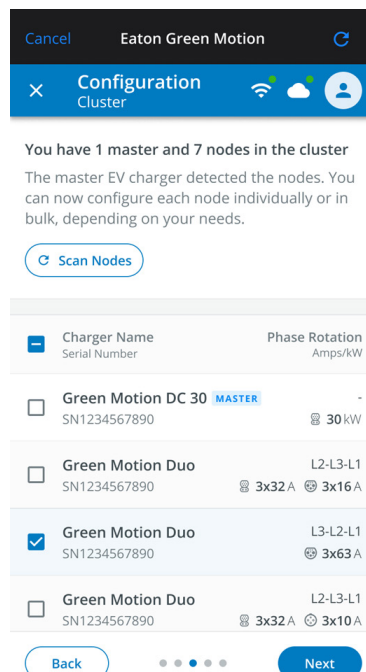 Cancel Eaton Green Motion
Configuration
Cluster
You have 1 master and 7 nodes in the cluster
The master EV charger detected the nodes. You
can now configure each node individually or in
bulk, depending on your needs.
Scan Nodes
Charger Name Phase Rotation
Serial Number Amps/kW
Green Motion DC 30 MASTER -
SN1234567890 30 kW
Green Motion Duo L2-L3-L1
SN1234567890 3x32 A 3x16 A
Green Motion Duo L3-L2-L1
SN1234567890 3x63 A
Green Motion Duo L2-L3-L1
SN1234567890 3x32 A 3x10 A
Back Next